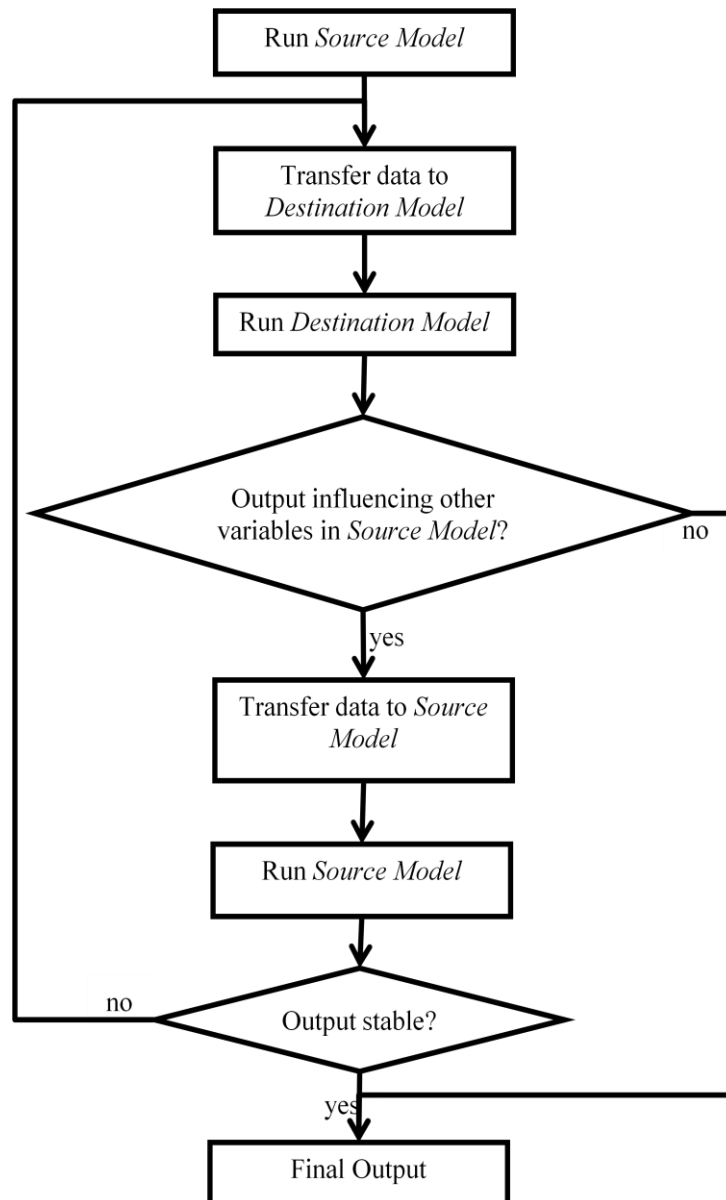 Run Source Model
Transfer data to
Destination Model
Run Destination Model
Output influencing other
variables in Source Model?
no
yes
Transfer data to Source
Model
Run Source Model
no
Output stable?
yes
Final Output